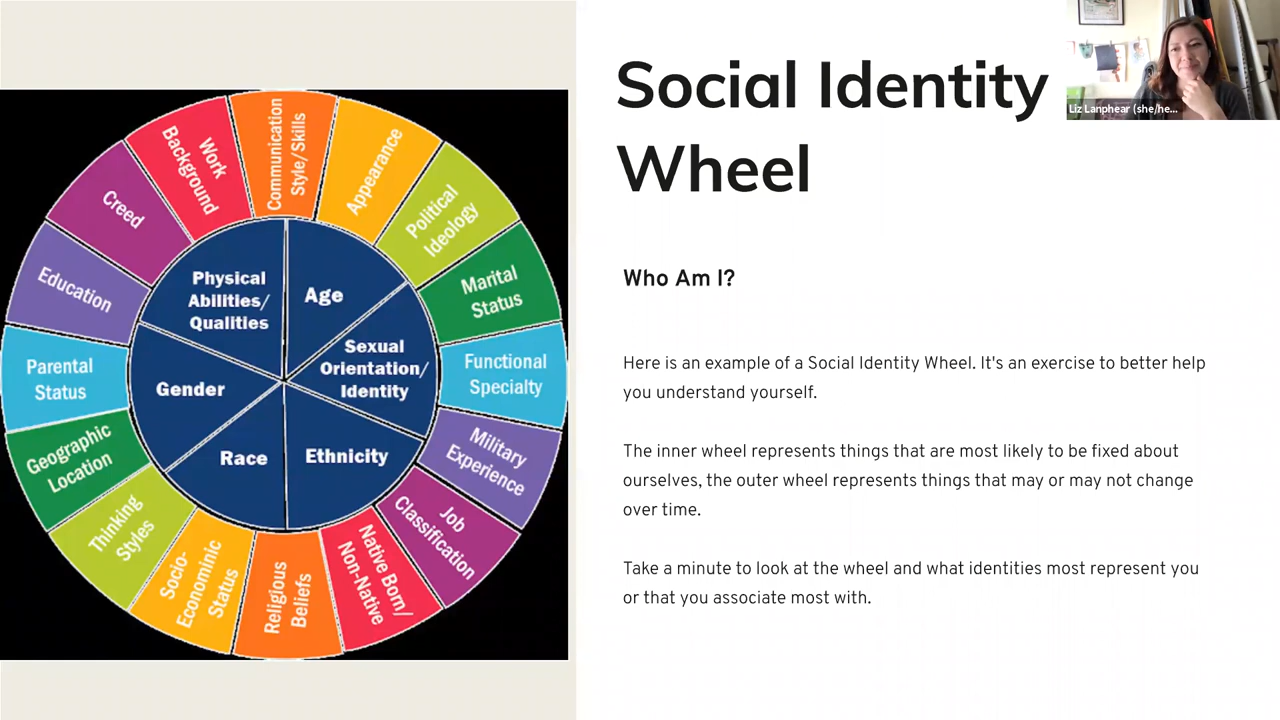 Social Identity
Wheel
Liz Lanphear (she/he...
Who Am I?
Here is an example of a Social Identity Wheel. It's an exercise to better help
you understand yourself.
The inner wheel represents things that are most likely to be fixed about
ourselves, the outer wheel represents things that may or may not change
over time.
Take a minute to look at the wheel and what identities most represent you
or that you associate most with.
Communication
Style/Skills
Appearance
Political
Ideology
Marital
Status
Functional
Specialty
Military
Experience
Job
Classification
Native Born/
Non-Native
Religious
Beliefs
Socio-
Econominic
Status
Thinking
Styles
Geographic
Location
Parental
Status
Education
Creed
Work
Background
Physical
Abilities/
Qualities
Age
Sexual
Orientation/
Identity
Ethnicity
Race
Gender